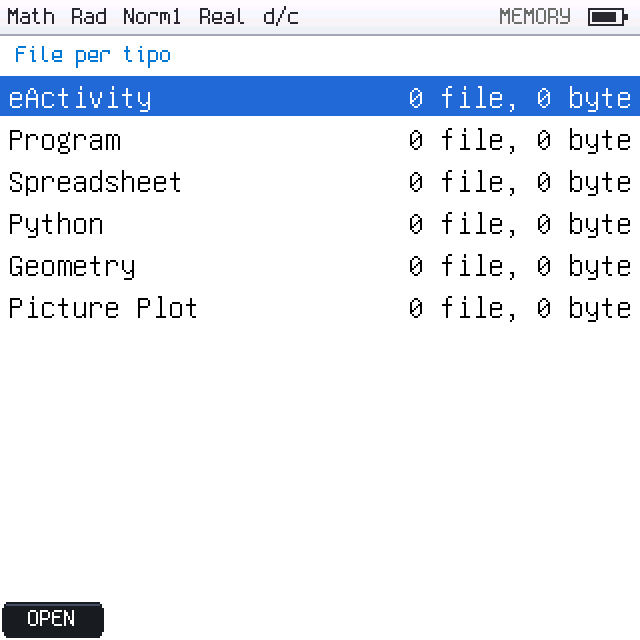 Math Rad Norm1 Real d/c MEMORY
File per tipo
eActivity 0 file, 0 byte
Program 0 file, 0 byte
Spreadsheet 0 file, 0 byte
Python 0 file, 0 byte
Geometry 0 file, 0 byte
Picture Plot 0 file, 0 byte
OPEN